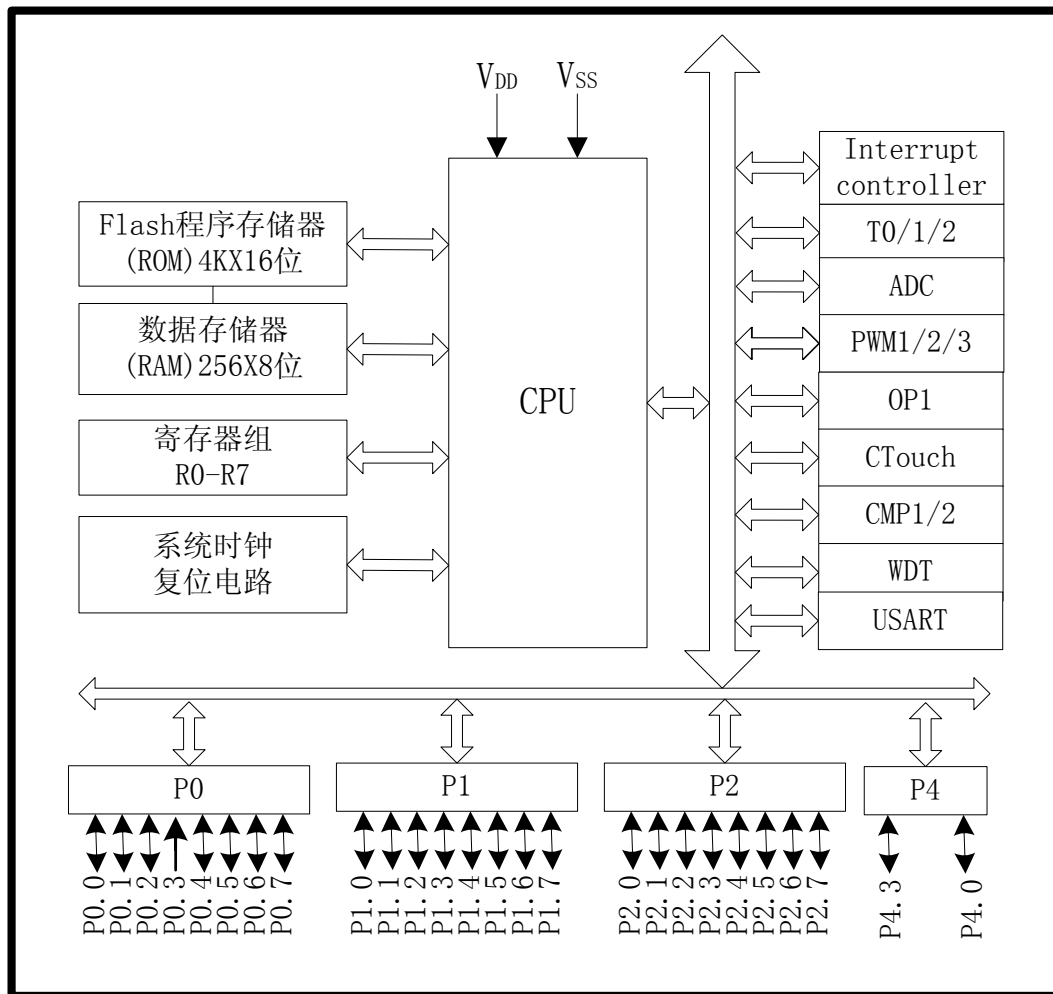 VDD
VSS
Flash程序存储器
(ROM)4KX16位
数据存储器
(RAM)256X8位
寄存器组
R0-R7
系统时钟
复位电路
CPU
Interrupt
controller
T0/1/2
ADC
PWM1/2/3
OP1
CTouch
CMP1/2
WDT
USART
P0
P1
P2
P4
P0.0
P0.1
P0.2
P0.3
P0.4
P0.5
P0.6
P0.7
P1.0
P1.1
P1.2
P1.3
P1.4
P1.5
P1.6
P1.7
P2.0
P2.1
P2.2
P2.3
P2.4
P2.5
P2.6
P2.7
P4.3
P4.0